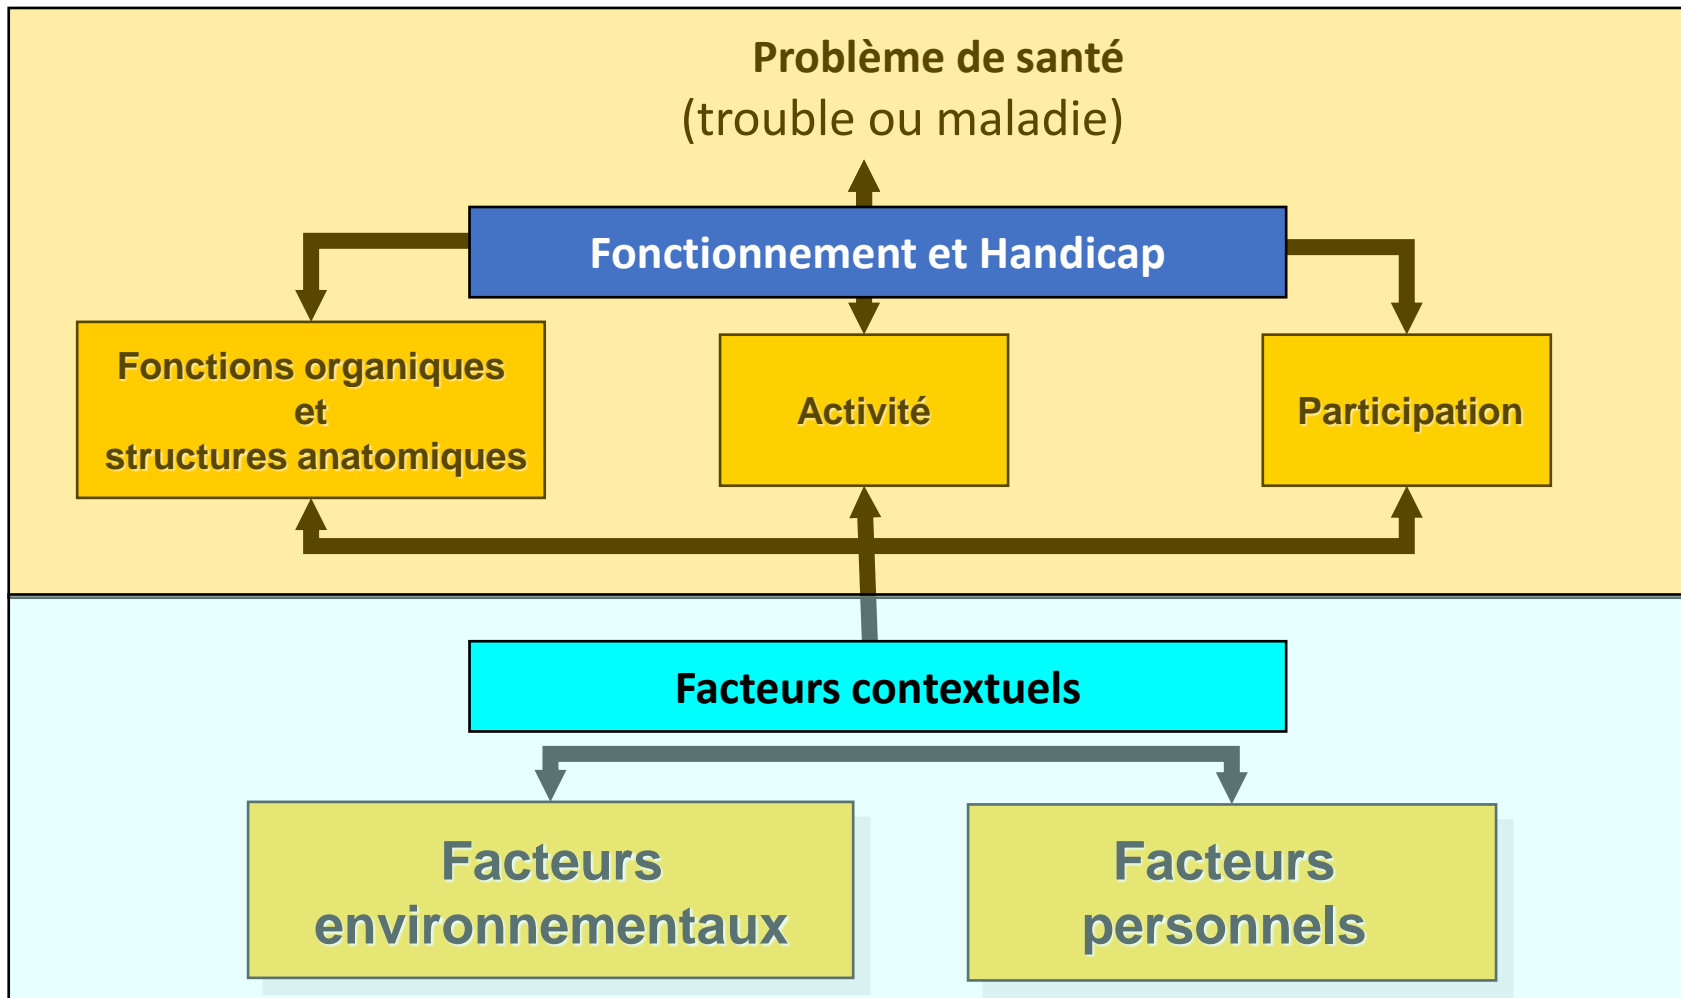 Problème de santé
(trouble ou maladie)
Fonctionnement et Handicap
Fonctions organiques
et
structures anatomiques
Activité
Participation
Facteurs contextuels
Facteurs
environnementaux
Facteurs
personnels